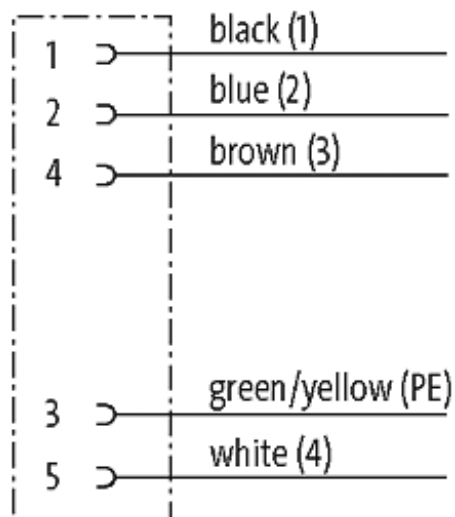 1 black (1)
2 blue (2)
4 brown (3)
3 green/yellow (PE)
5 white (4)